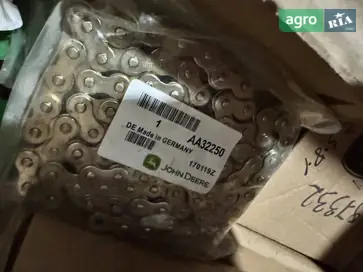 agro RIA
1
AA32250
DE Made in GERMANY
170119Z
JOHN DEERE